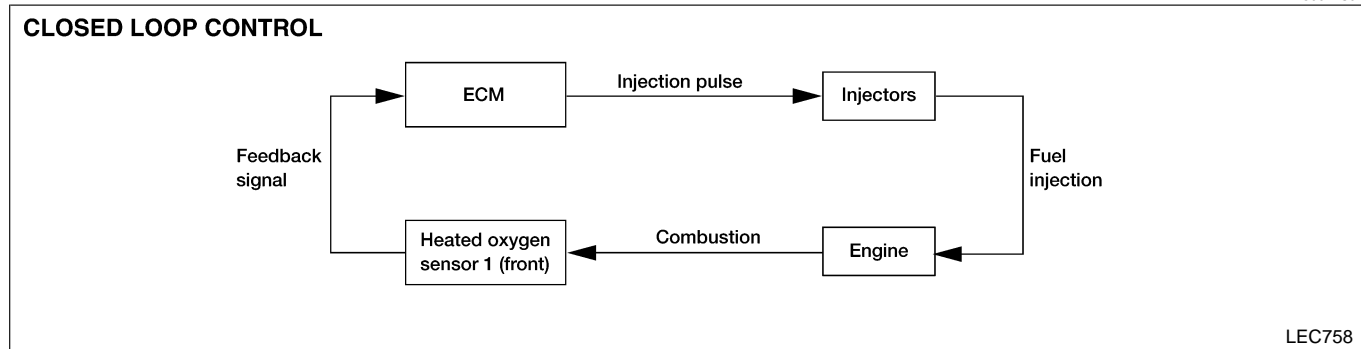 CLOSED LOOP CONTROL
ECM
Injection pulse
Injectors
Feedback
signal
Fuel
injection
Heated oxygen
sensor 1 (front)
Combustion
Engine
LEC758